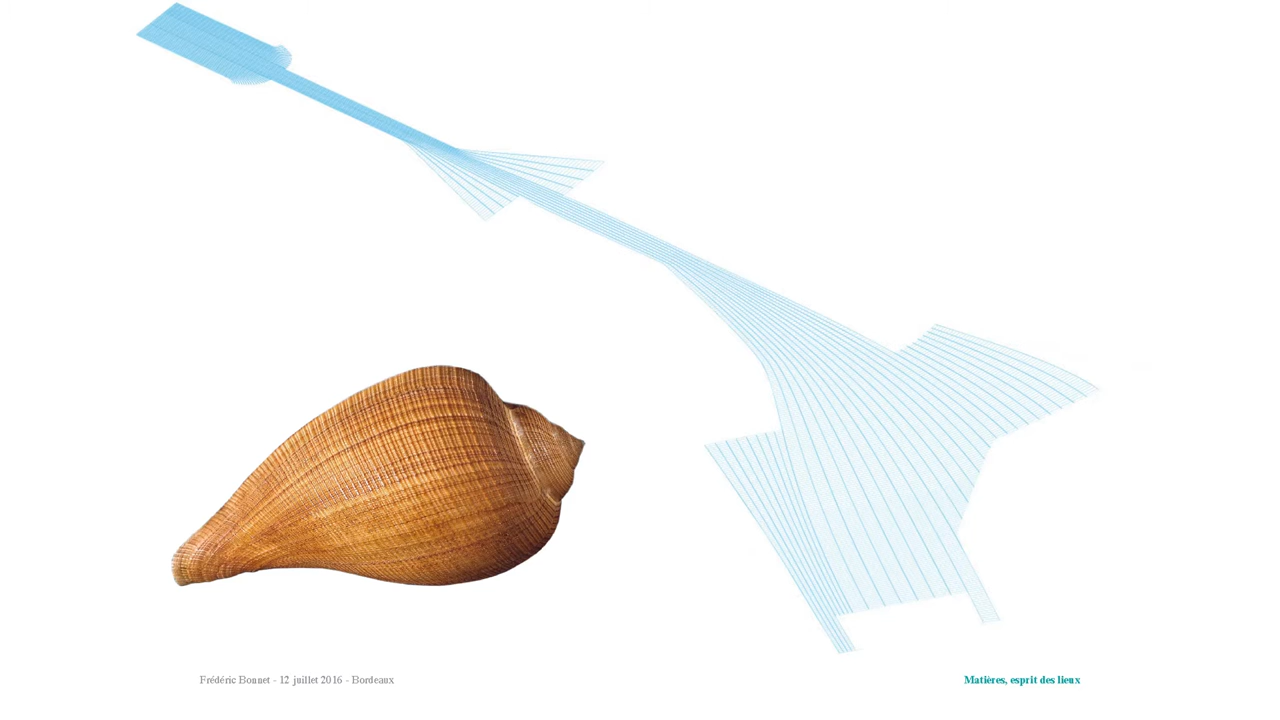 Frédéric Bonnet - 12 juillet 2016 - Bordeaux
Matières, esprit des lieux